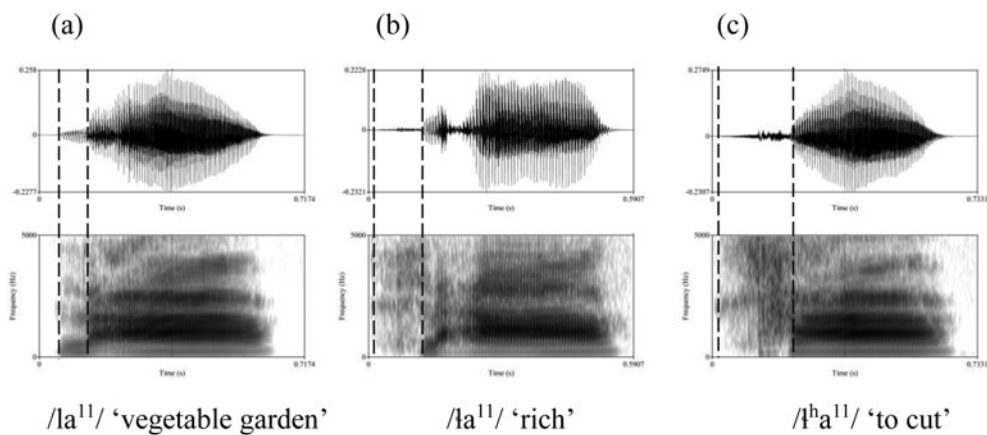 (a) (b) (c)
0.258 0.2228 0.2749
0 0 0
-0.2277 -0.2321 -0.2307
0 0.7174 0 0.5907 0 0.7331
Time (s) Time (s) Time (s)
5000 5000 5000
Frequency (Hz) Frequency (Hz) Frequency (Hz)
0 0 0
0 0.7174 0 0.5907 0 0.7331
Time (s) Time (s) Time (s)
/la¹¹/ ‘vegetable garden’ /ɬa¹¹/ ‘rich’ /ɬʰa¹¹/ ‘to cut’